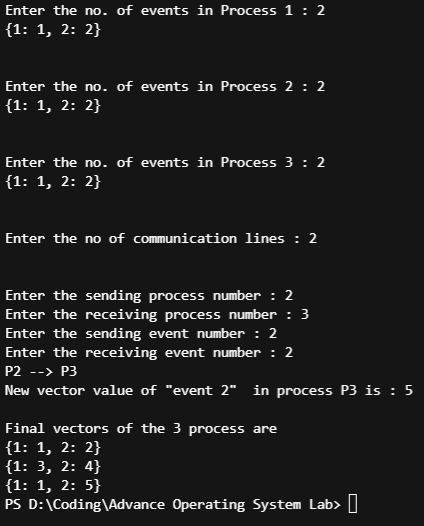 Enter the no. of events in Process 1 : 2
{1: 1, 2: 2}
Enter the no. of events in Process 2 : 2
{1: 1, 2: 2}
Enter the no. of events in Process 3 : 2
{1: 1, 2: 2}
Enter the no of communication lines : 2
Enter the sending process number : 2
Enter the receiving process number : 3
Enter the sending event number : 2
Enter the receiving event number : 2
P2 --> P3
New vector value of "event 2"  in process P3 is : 5
Final vectors of the 3 process are
{1: 1, 2: 2}
{1: 3, 2: 4}
{1: 1, 2: 5}
PS D:\Coding\Advance Operating System Lab>